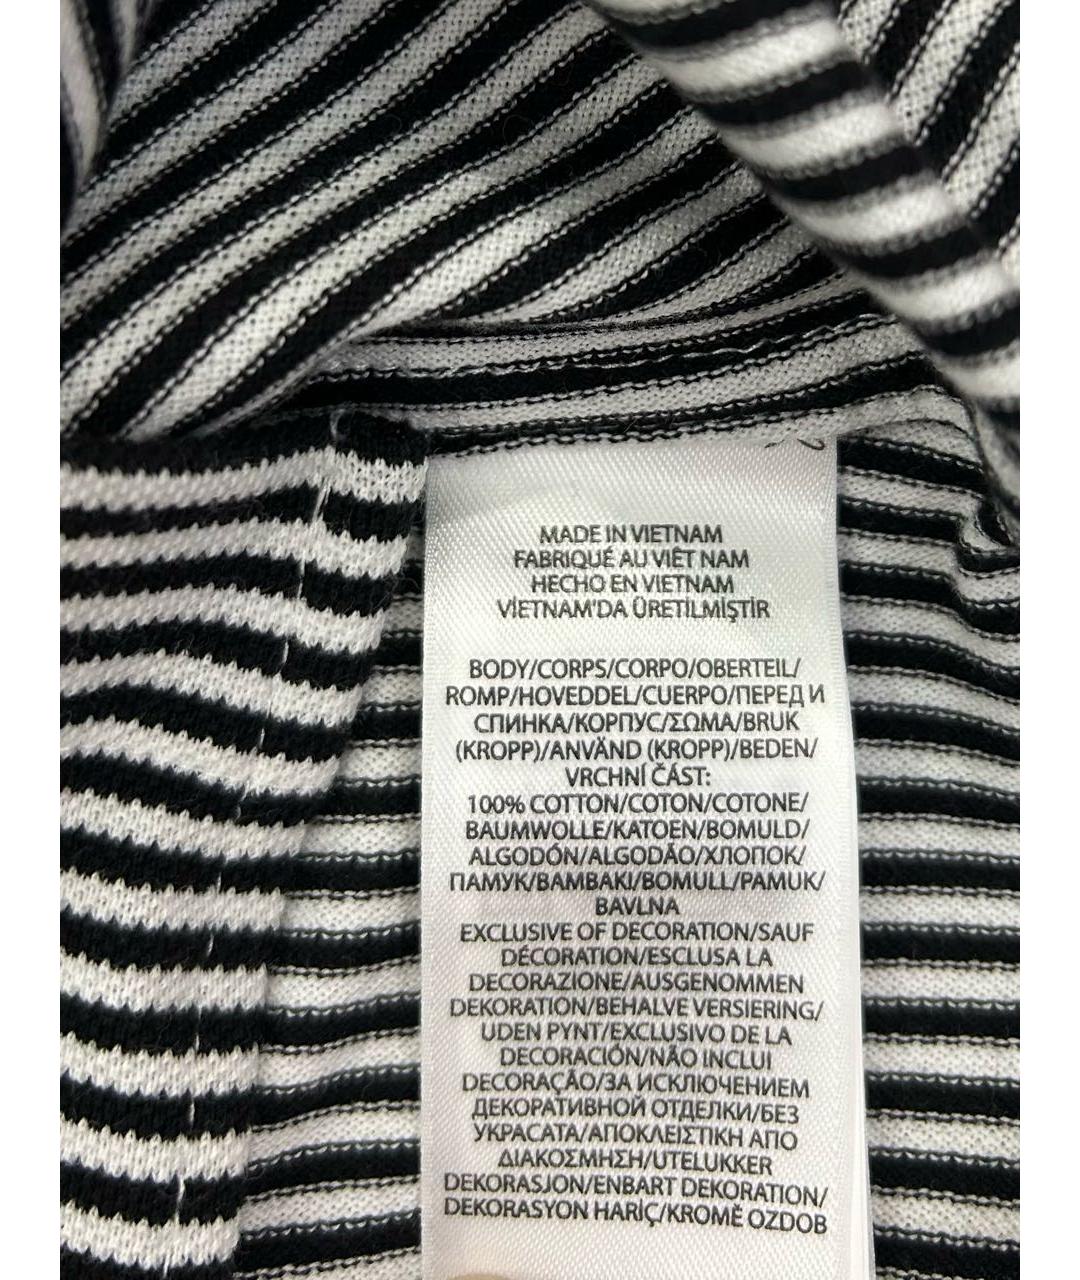 MADE IN VIETNAM
FABRIQUÉ AU VIÊT NAM
HECHO EN VIETNAM
VİETNAM'DA ÜRETİLMİŞTİR
BODY/CORPS/CORPO/OBERTEIL/
ROMP/HOVEDDEL/CUERPO/ПЕРЕД И
СПИНКА/КОРПУС/ΣΩΜΑ/BRUK
(KROPP)/ANVÄND (KROPP)/BEDEN/
VRCHNÍ ČÁST:
100% COTTON/COTON/COTONE/
BAUMWOLLE/KATOEN/BOMULD/
ALGODÓN/ALGODÃO/ХЛОПОК/
ПАМУК/ΒΑΜΒΑΚΙ/BOMULL/PAMUK/
BAVLNA
EXCLUSIVE OF DECORATION/SAUF
DÉCORATION/ESCLUSA LA
DECORAZIONE/AUSGENOMMEN
DEKORATION/BEHALVE VERSIERING/
UDEN PYNT/EXCLUSIVO DE LA
DECORACIÓN/NÃO INCLUI
DECORAÇÃO/ЗА ИСКЛЮЧЕНИЕМ
ДЕКОРАТИВНОЙ ОТДЕЛКИ/БЕЗ
УКРАСАТА/ΑΠΟΚΛΕΙΣΤΙΚΗ ΑΠΟ
ΔΙΑΚΟΣΜΗΣΗ/UTELUKKER
DEKORASJON/ENBART DEKORATION/
DEKORASYON HARİÇ/KROMĚ OZDOB